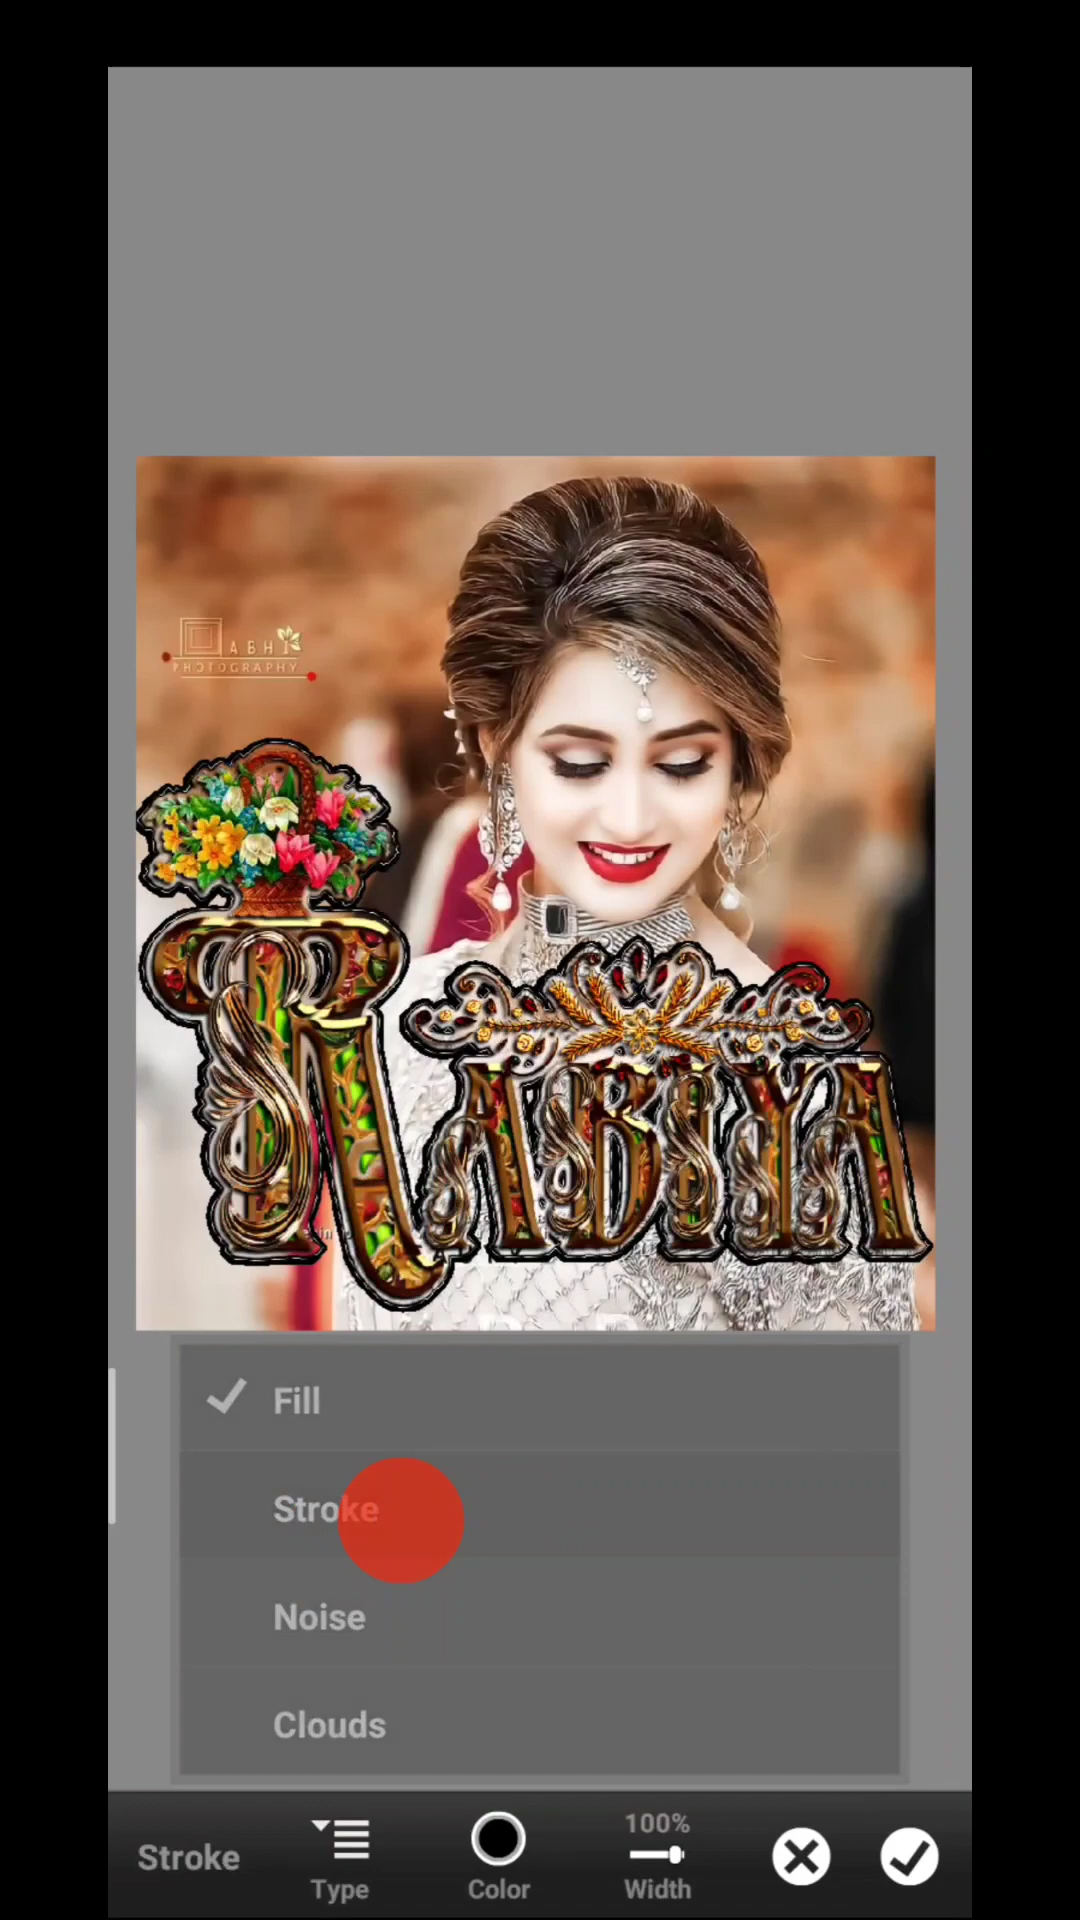 ABHI
PHOTOGRAPHY
NABIYA
Fill
Stroke
Noise
Clouds
100%
Stroke
Type
Color
Width